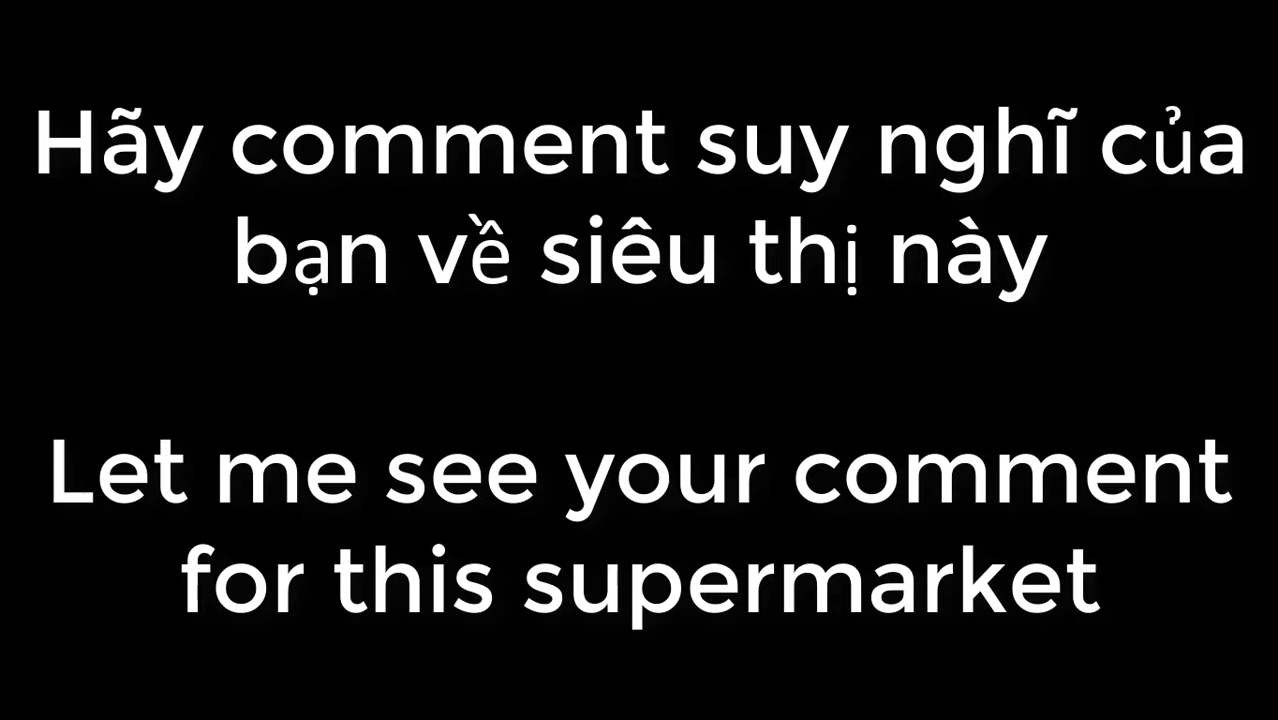 Hãy comment suy nghĩ của
bạn về siêu thị này
Let me see your comment
for this supermarket